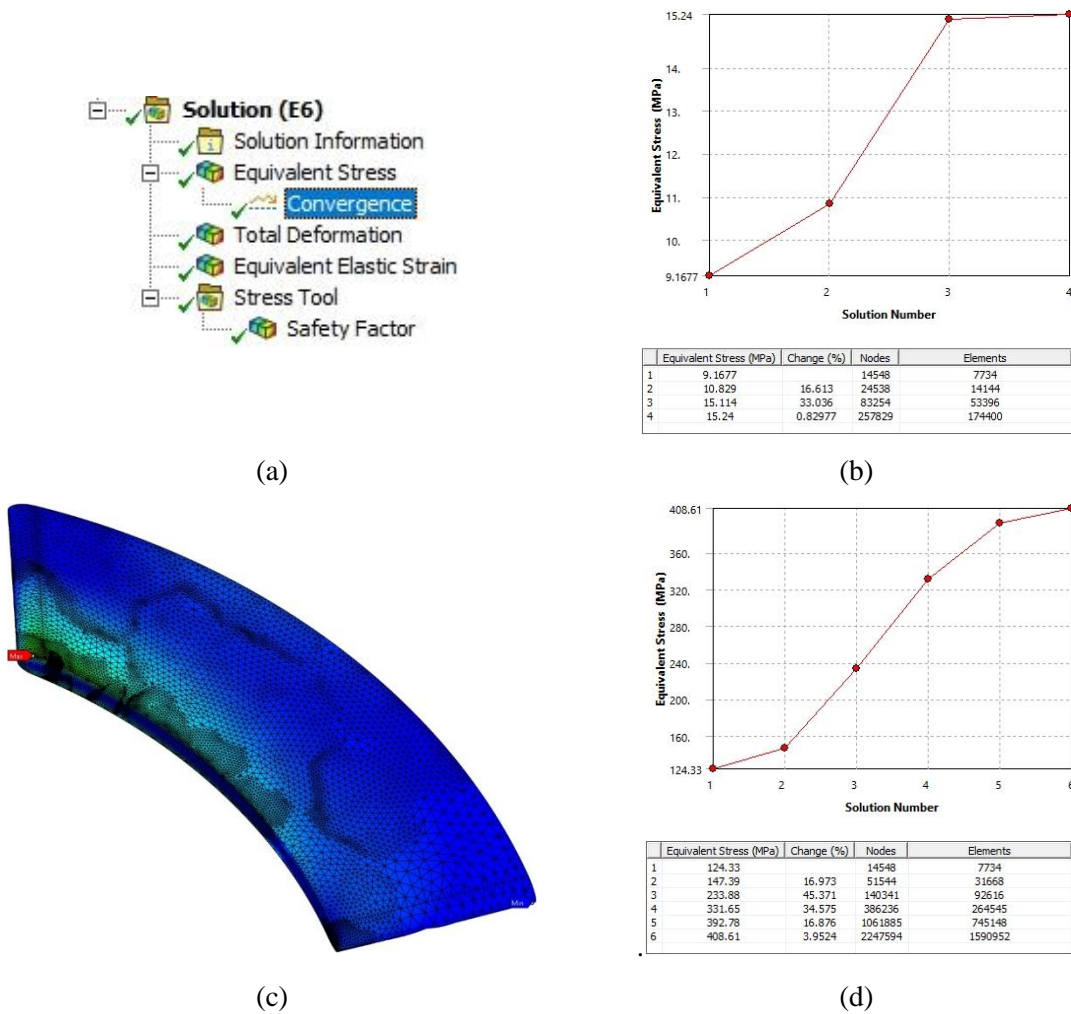 Solution (E6)
Solution Information
Equivalent Stress
Convergence
Total Deformation
Equivalent Elastic Strain
Stress Tool
Safety Factor
(a)
15.24
14.
13.
12.
11.
10.
9.1677
Equivalent Stress (MPa)
1 2 3 4
Solution Number
Equivalent Stress (MPa) Change (%) Nodes Elements
1 9.1677 14548 7734
2 10.829 16.613 24538 14144
3 15.114 33.036 83254 53396
4 15.24 0.82977 257829 174400
(b)
Max
Min
(c)
408.61
360.
320.
280.
240.
200.
160.
124.33
Equivalent Stress (MPa)
1 2 3 4 5 6
Solution Number
Equivalent Stress (MPa) Change (%) Nodes Elements
1 124.33 14548 7734
2 147.39 16.973 51544 31668
3 233.88 45.371 140341 92616
4 331.65 34.575 386236 264545
5 392.78 16.876 1061885 745148
6 408.61 3.9524 2247594 1590952
.
(d)